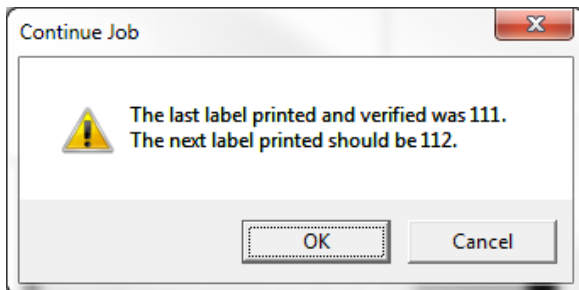 Continue Job
The last label printed and verified was 111.
The next label printed should be 112.
OK
Cancel